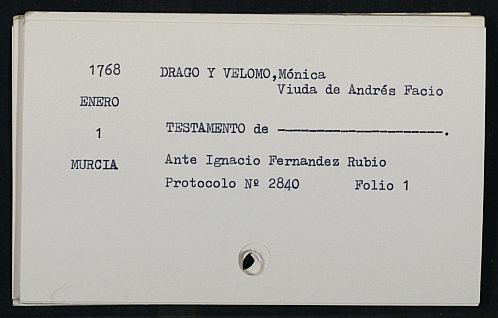 1768 DRAGO Y VELOMO,Mónica
Viuda de Andrés Facio
ENERO
1 TESTAMENTO de ----------------------.
MURCIA Ante Ignacio Fernandez Rubio
Protocolo Nº 2840 Folio 1